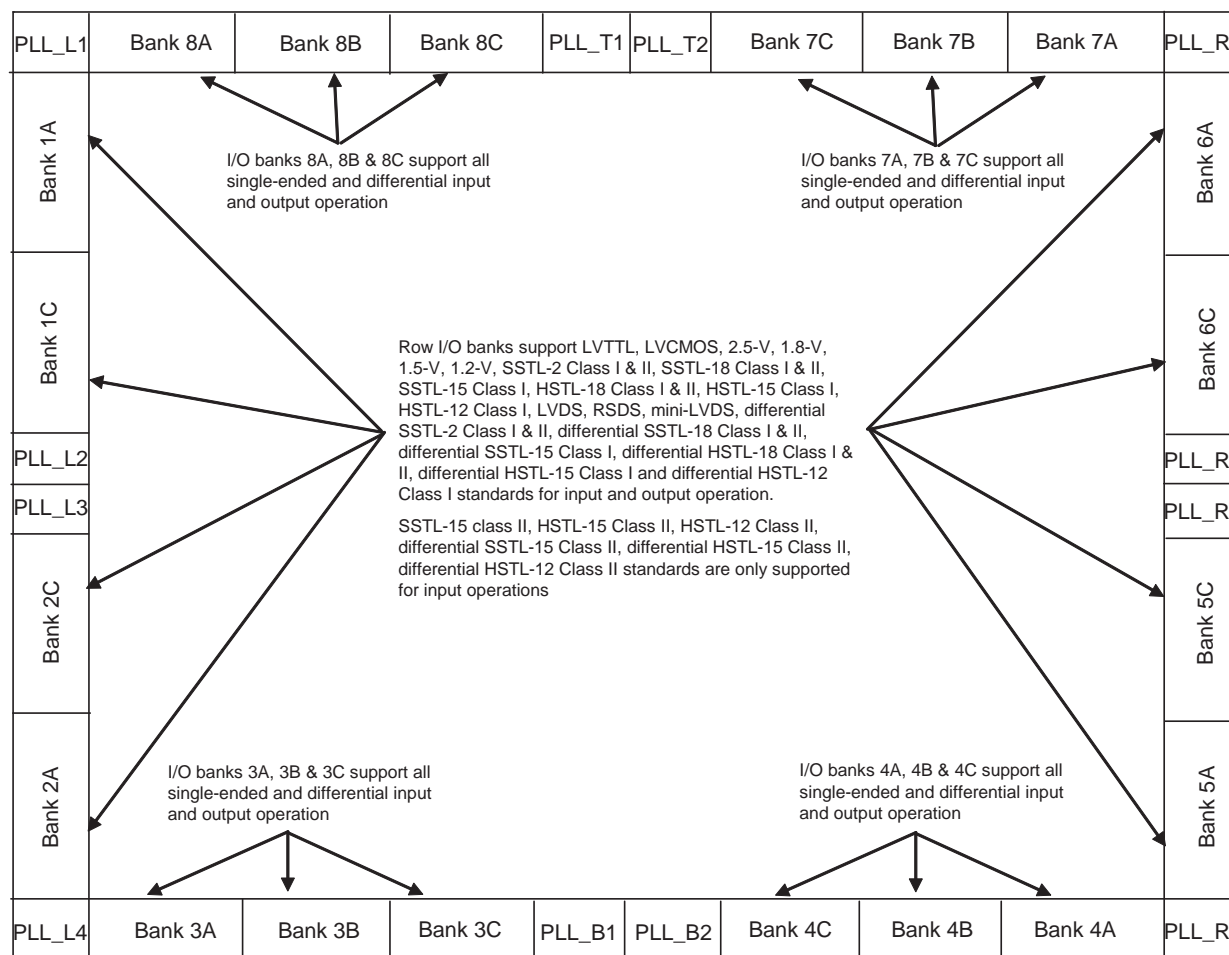 PLL_L1 Bank 8A Bank 8B Bank 8C PLL_T1 PLL_T2 Bank 7C Bank 7B Bank 7A PLL_R
Bank 1A
Bank 6A
I/O banks 8A, 8B & 8C support all
single-ended and differential input
and output operation
I/O banks 7A, 7B & 7C support all
single-ended and differential input
and output operation
Bank 1C
Bank 6C
Row I/O banks support LVTTL, LVCMOS, 2.5-V, 1.8-V,
1.5-V, 1.2-V, SSTL-2 Class I & II, SSTL-18 Class I & II,
SSTL-15 Class I, HSTL-18 Class I & II, HSTL-15 Class I,
HSTL-12 Class I, LVDS, RSDS, mini-LVDS, differential
SSTL-2 Class I & II, differential SSTL-18 Class I & II,
differential SSTL-15 Class I, differential HSTL-18 Class I &
II, differential HSTL-15 Class I and differential HSTL-12
Class I standards for input and output operation.
SSTL-15 class II, HSTL-15 Class II, HSTL-12 Class II,
differential SSTL-15 Class II, differential HSTL-15 Class II,
differential HSTL-12 Class II standards are only supported
for input operations
PLL_L2
PLL_R
PLL_L3
PLL_R
Bank 2C
Bank 5C
Bank 2A
Bank 5A
I/O banks 3A, 3B & 3C support all
single-ended and differential input
and output operation
I/O banks 4A, 4B & 4C support all
single-ended and differential input
and output operation
PLL_L4 Bank 3A Bank 3B Bank 3C PLL_B1 PLL_B2 Bank 4C Bank 4B Bank 4A PLL_R